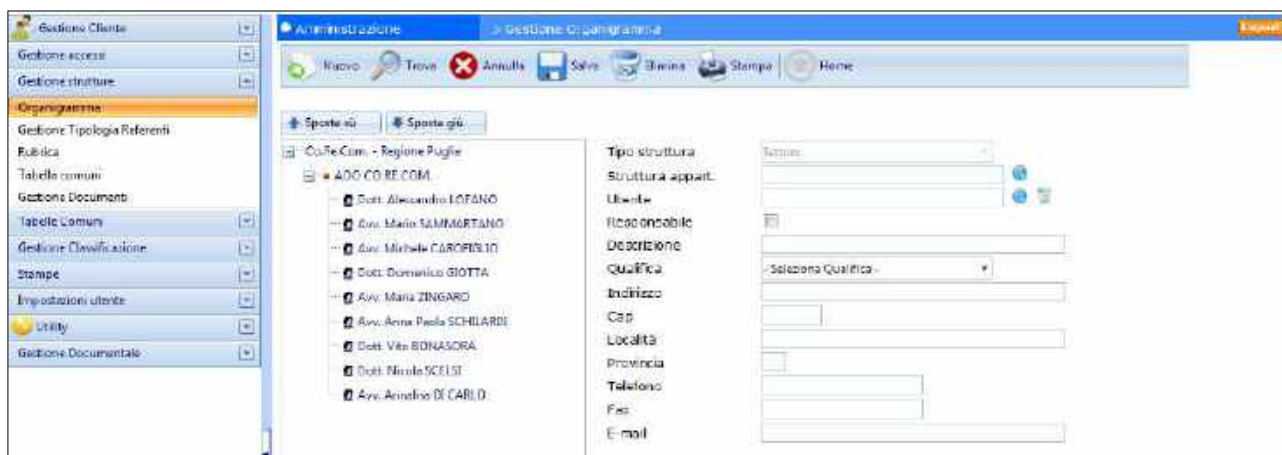 Gestione Cliente
Gestione accessi
Gestione strutture
Organigramma
Gestione Tipologia Referenti
Rubrica
Tabelle comuni
Gestione Documenti
Tabelle Comuni
Gestione Classificazione
Stampe
Impostazioni utente
Utility
Gestione Documentale
Amministrazione > Gestione Organigramma
Nuovo Trova Annulla Salva Elimina Stampa Home
Sposta sù Sposta giù
Co.Re.Com. - Regione Puglia
AOO CO.RE.COM.
Dott. Alessandro LOFANO
Avv. Mario SAMMARTANO
Avv. Michele CAROFIGLIO
Dott. Domenico GIOTTA
Avv. Maria ZINGARO
Avv. Anna Paola SCHILARDI
Dott. Vito BONASORA
Dott. Nicola SCELSI
Avv. Annalisa DI CARLO
Tipo struttura
Struttura appart.
Utente
Responsabile
Descrizione
Qualifica - Seleziona Qualifica -
Indirizzo
Cap
Località
Provincia
Telefono
Fax
E-mail